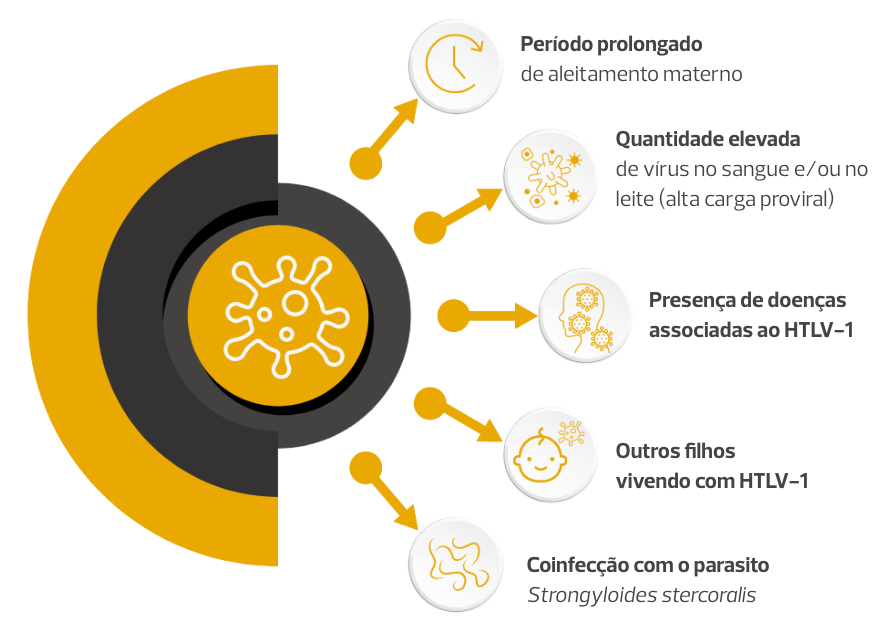 Período prolongado
de aleitamento materno
Quantidade elevada
de vírus no sangue e/ou no
leite (alta carga proviral)
Presença de doenças
associadas ao HTLV-1
Outros filhos
vivendo com HTLV-1
Coinfecção com o parasito
Strongyloides stercoralis